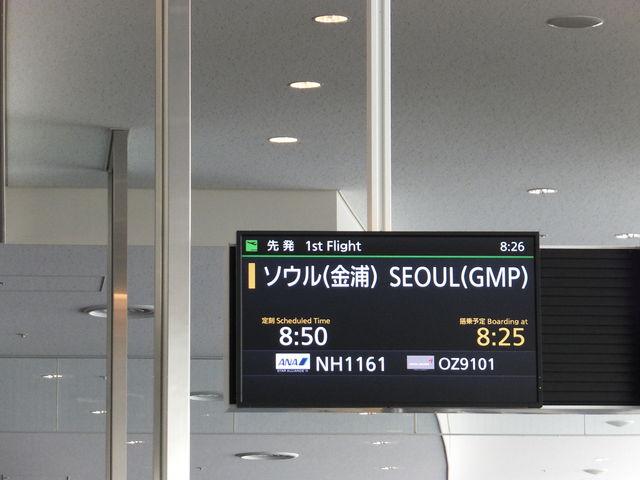 先発 1st Flight 8:26
ソウル(金浦) SEOUL(GMP)
定刻 Scheduled Time 搭乗予定 Boarding at
8:50 8:25
ANA NH1161 OZ9101
STAR ALLIANCE